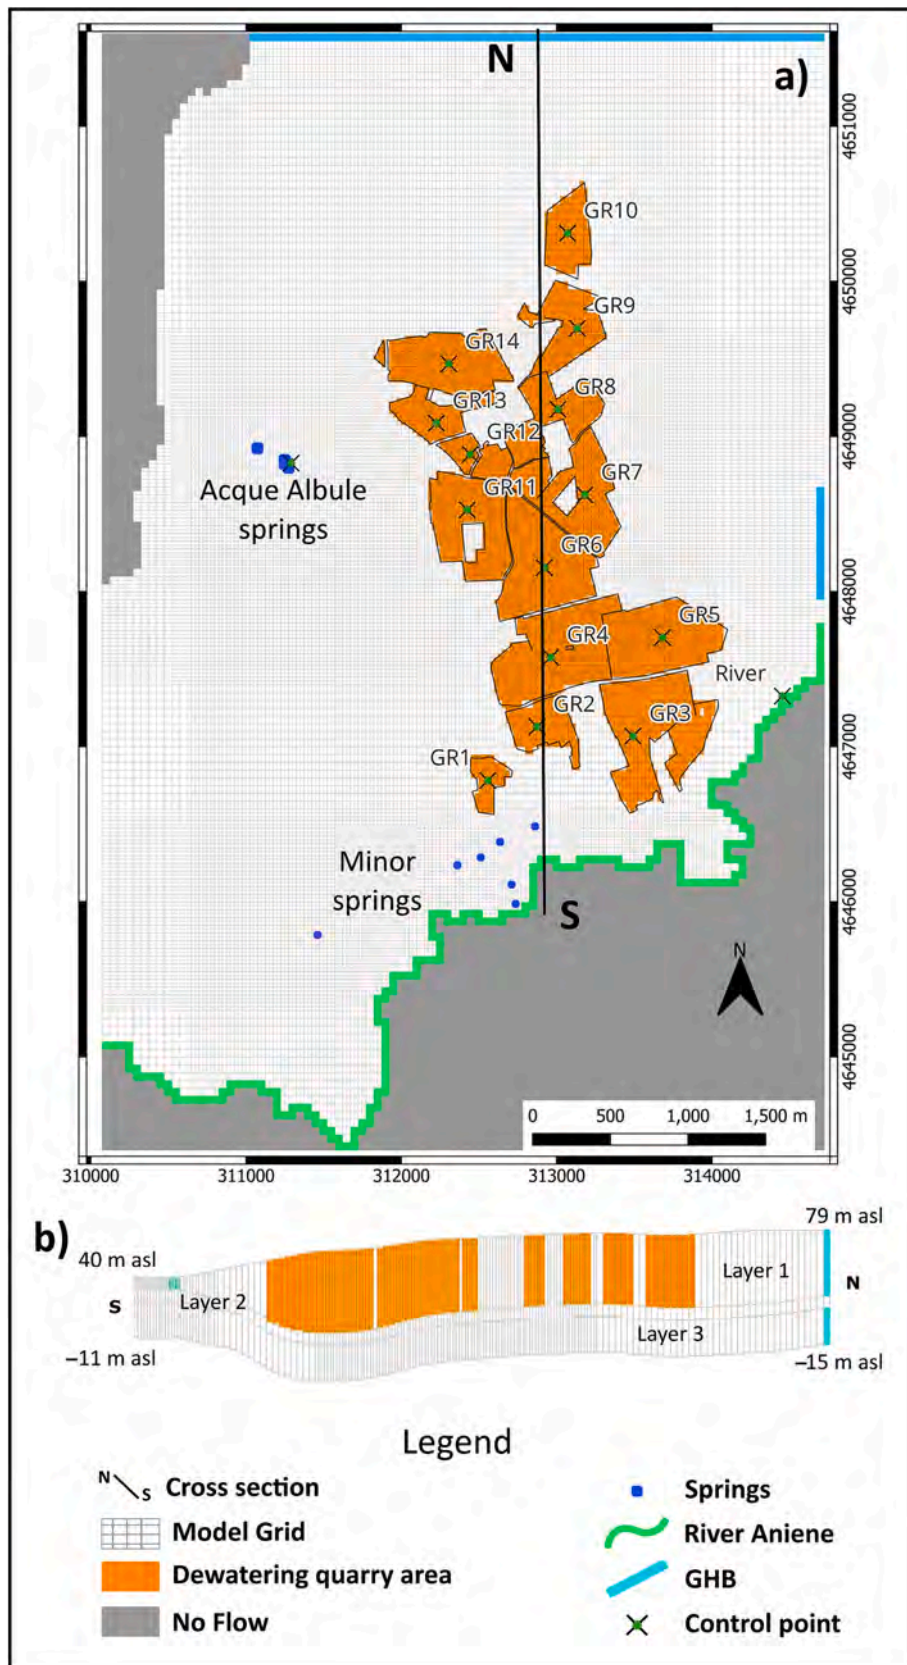 N
a)
4651000
GR10
4650000
GR9
GR14
GR8
GR13
GR12
4649000
GR7
Acque Albule
springs
GR11
GR6
4648000
GR5
GR4
River
GR2
GR3
4647000
GR1
Minor
springs
4646000
S
N
4645000
0 500 1,000 1,500 m
310000 311000 312000 313000 314000
b)
79 m asl
40 m asl
Layer 1
N
S
Layer 2
Layer 3
–11 m asl
–15 m asl
Legend
N S Cross section
Springs
Model Grid
River Aniene
Dewatering quarry area
GHB
No Flow
Control point